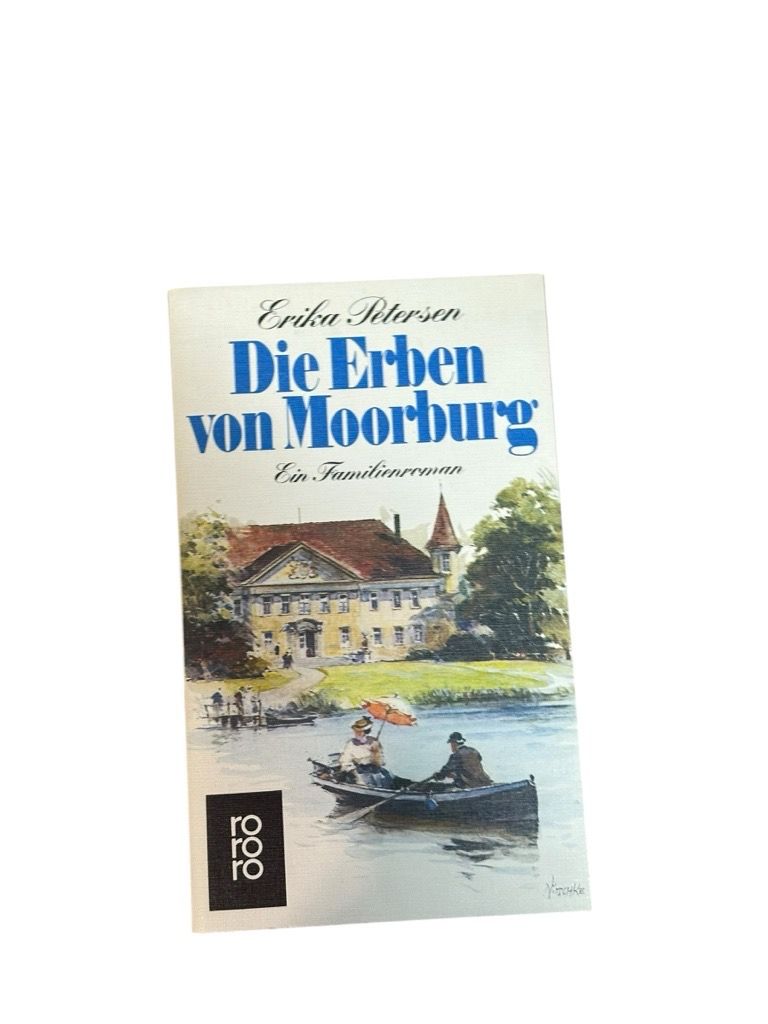 Erika Petersen
Die Erben
von Moorburg
Ein Familienroman
ro
ro
ro